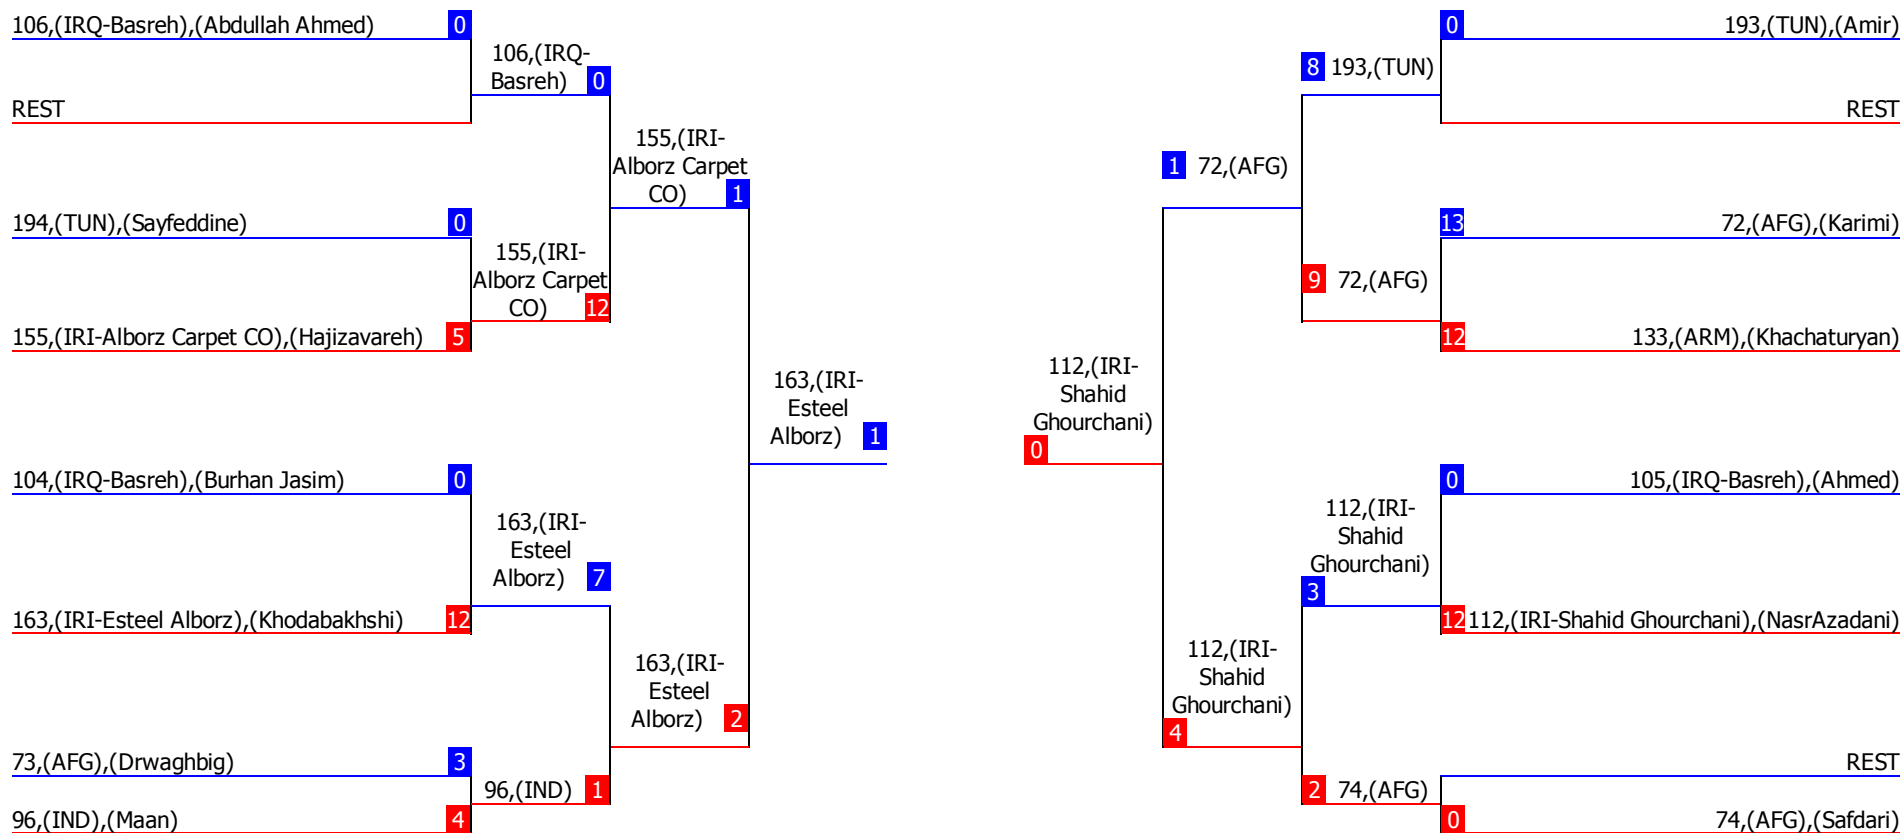 106,(IRQ-Basreh),(Abdullah Ahmed) 0
REST
194,(TUN),(Sayfeddine) 0
155,(IRI-Alborz Carpet CO),(Hajizavareh) 5
104,(IRQ-Basreh),(Burhan Jasim) 0
163,(IRI-Esteel Alborz),(Khodabakhshi) 12
73,(AFG),(Drwaghbig) 3
96,(IND),(Maan) 4
106,(IRQ-
Basreh) 0
155,(IRI-
Alborz Carpet
CO) 12
163,(IRI-
Esteel
Alborz) 7
96,(IND) 1
155,(IRI-
Alborz Carpet
CO) 1
163,(IRI-
Esteel
Alborz) 2
163,(IRI-
Esteel
Alborz) 1
112,(IRI-
Shahid
Ghourchani)
0
1 72,(AFG)
112,(IRI-
Shahid
Ghourchani)
4
8 193,(TUN)
9 72,(AFG)
112,(IRI-
Shahid
Ghourchani)
3
2 74,(AFG)
0 193,(TUN),(Amir)
REST
13 72,(AFG),(Karimi)
12 133,(ARM),(Khachaturyan)
0 105,(IRQ-Basreh),(Ahmed)
12 112,(IRI-Shahid Ghourchani),(NasrAzadani)
REST
0 74,(AFG),(Safdari)